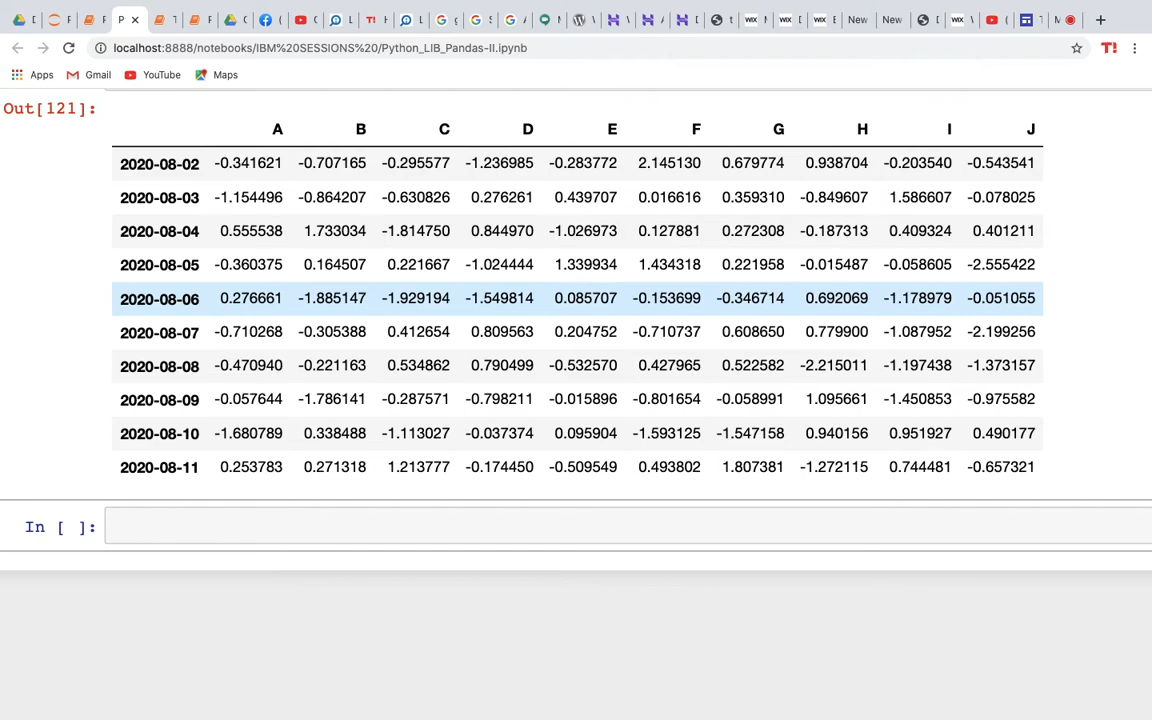 localhost:8888/notebooks/IBM%20SESSIONS%20/Python_LIB_Pandas-II.ipynb
Apps Gmail YouTube Maps
Out[121]:
A B C D E F G H I J
2020-08-02 -0.341621 -0.707165 -0.295577 -1.236985 -0.283772 2.145130 0.679774 0.938704 -0.203540 -0.543541
2020-08-03 -1.154496 -0.864207 -0.630826 0.276261 0.439707 0.016616 0.359310 -0.849607 1.586607 -0.078025
2020-08-04 0.555538 1.733034 -1.814750 0.844970 -1.026973 0.127881 0.272308 -0.187313 0.409324 0.401211
2020-08-05 -0.360375 0.164507 0.221667 -1.024444 1.339934 1.434318 0.221958 -0.015487 -0.058605 -2.555422
2020-08-06 0.276661 -1.885147 -1.929194 -1.549814 0.085707 -0.153699 -0.346714 0.692069 -1.178979 -0.051055
2020-08-07 -0.710268 -0.305388 0.412654 0.809563 0.204752 -0.710737 0.608650 0.779900 -1.087952 -2.199256
2020-08-08 -0.470940 -0.221163 0.534862 0.790499 -0.532570 0.427965 0.522582 -2.215011 -1.197438 -1.373157
2020-08-09 -0.057644 -1.786141 -0.287571 -0.798211 -0.015896 -0.801654 -0.058991 1.095661 -1.450853 -0.975582
2020-08-10 -1.680789 0.338488 -1.113027 -0.037374 0.095904 -1.593125 -1.547158 0.940156 0.951927 0.490177
2020-08-11 0.253783 0.271318 1.213777 -0.174450 -0.509549 0.493802 1.807381 -1.272115 0.744481 -0.657321
In [ ]: